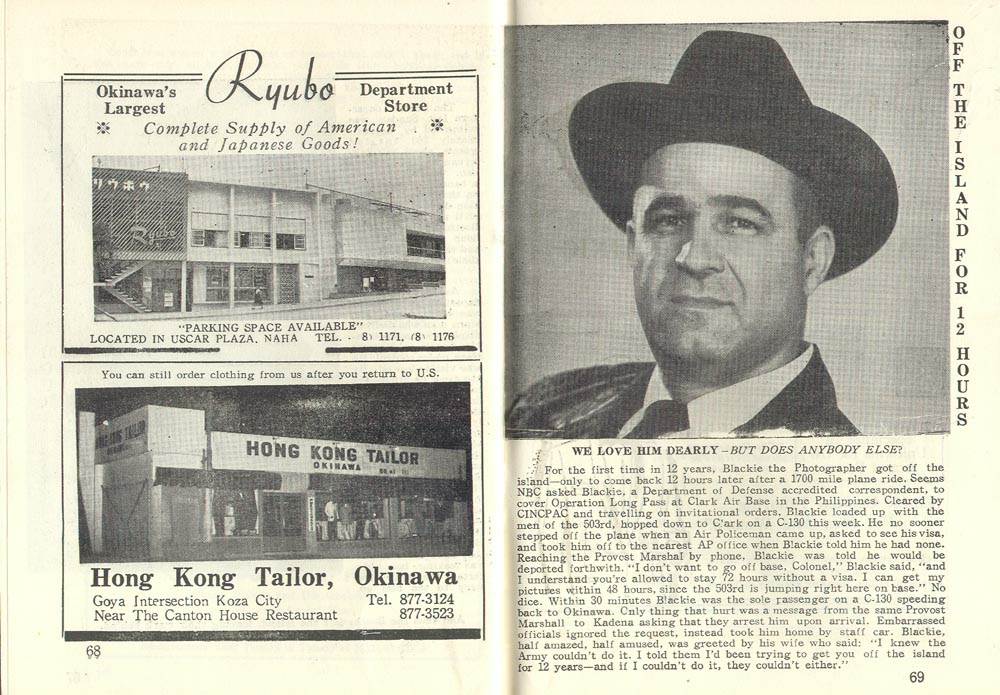 Okinawa's
Largest
Ryubo
Department
Store
Complete Supply of American
and Japanese Goods!
リウボウ
Ryubo
"PARKING SPACE AVAILABLE"
LOCATED IN USCAR PLAZA, NAHA TEL. - 8) 1171, (8) 1176
You can still order clothing from us after you return to U.S.
HONG KONG TAILOR
HONG KONG TAILOR
OKINAWA
Hong Kong Tailor, Okinawa
Goya Intersection Koza City
Near The Canton House Restaurant
Tel. 877-3124
877-3523
68
OFF THE ISLAND FOR 12 HOURS
WE LOVE HIM DEARLY – BUT DOES ANYBODY ELSE?
For the first time in 12 years, Blackie the Photographer got off the
island—only to come back 12 hours later after a 1700 mile plane ride. Seems
NBC asked Blackie, a Department of Defense accredited correspondent, to
cover Operation Long Pass at Clark Air Base in the Philippines. Cleared by
CINCPAC and travelling on invitational orders, Blackie loaded up with the
men of the 503rd, hopped down to Clark on a C-130 this week. He no sooner
stepped off the plane when an Air Policeman came up, asked to see his visa,
and took him off to the nearest AP office when Blackie told him he had none.
Reaching the Provost Marshal by phone, Blackie was told he would be
deported forthwith. "I don't want to go off base, Colonel," Blackie said, "and
I understand you're allowed to stay 72 hours without a visa. I can get my
pictures within 48 hours, since the 503rd is jumping right here on base." No
dice. Within 30 minutes Blackie was the sole passenger on a C-130 speeding
back to Okinawa. Only thing that hurt was a message from the same Provost
Marshall to Kadena asking that they arrest him upon arrival. Embarrassed
officials ignored the request, instead took him home by staff car. Blackie,
half amazed, half amused, was greeted by his wife who said: "I knew the
Army couldn't do it. I told them I'd been trying to get you off the island
for 12 years—and if I couldn't do it, they couldn't either."
69